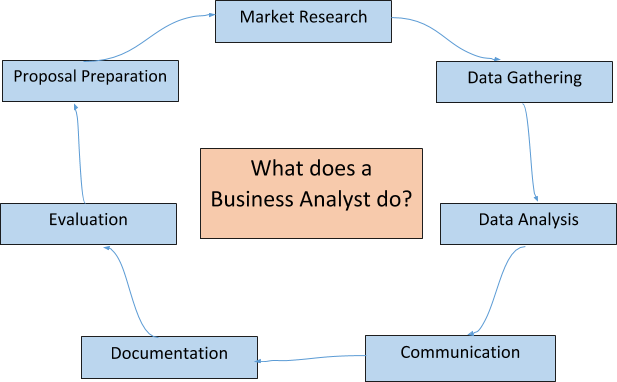 Market Research
Proposal Preparation
Data Gathering
What does a
Business Analyst do?
Evaluation
Data Analysis
Documentation
Communication